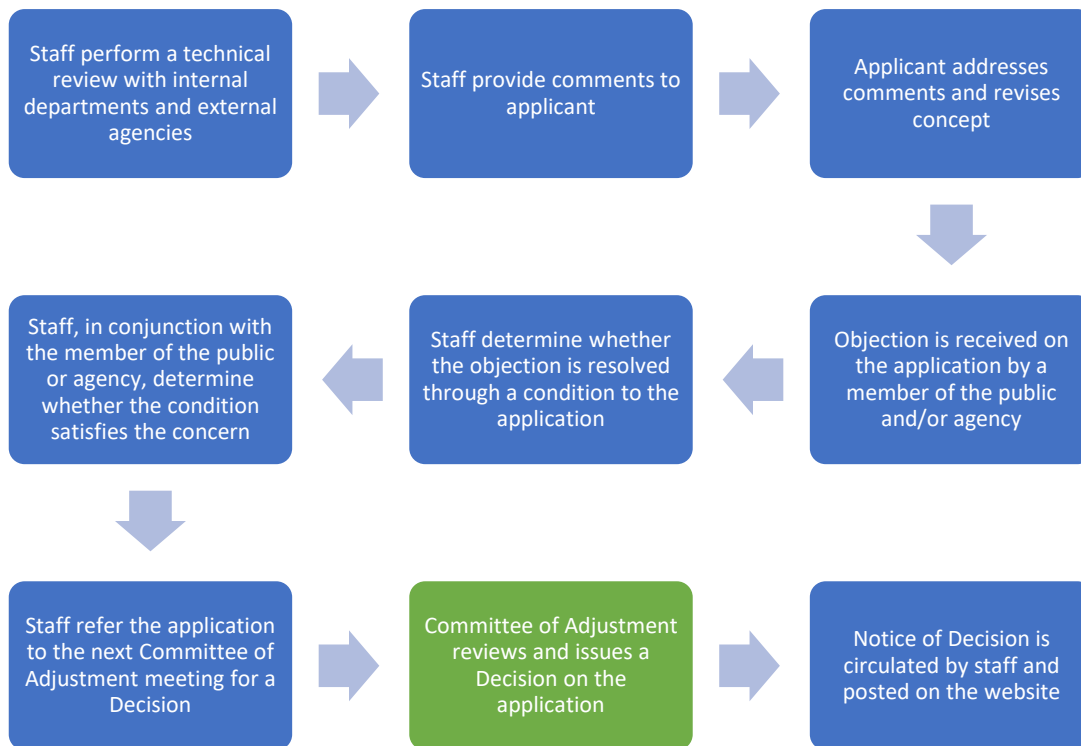 Staff perform a technical
review with internal
departments and external
agencies
Staff provide comments to
applicant
Applicant addresses
comments and revises
concept
Objection is received on
the application by a
member of the public
and/or agency
Staff determine whether
the objection is resolved
through a condition to the
application
Staff, in conjunction with
the member of the public
or agency, determine
whether the condition
satisfies the concern
Staff refer the application
to the next Committee of
Adjustment meeting for a
Decision
Committee of Adjustment
reviews and issues a
Decision on the
application
Notice of Decision is
circulated by staff and
posted on the website